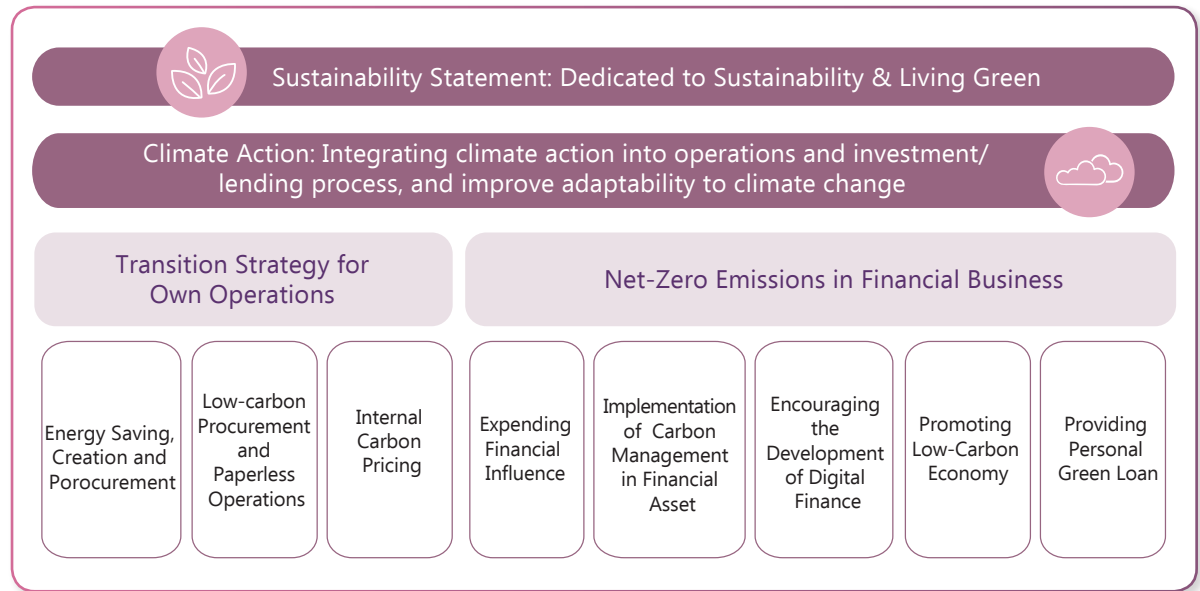 Sustainability Statement: Dedicated to Sustainability & Living Green
Climate Action: Integrating climate action into operations and investment/
lending process, and improve adaptability to climate change
Transition Strategy for
Own Operations
Net-Zero Emissions in Financial Business
Energy Saving,
Creation and
Porocurement
Low-carbon
Procurement
and
Paperless
Operations
Internal
Carbon
Pricing
Expending
Financial
Influence
Implementation
of Carbon
Management
in Financial
Asset
Encouraging
the
Development
of Digital
Finance
Promoting
Low-Carbon
Economy
Providing
Personal
Green Loan